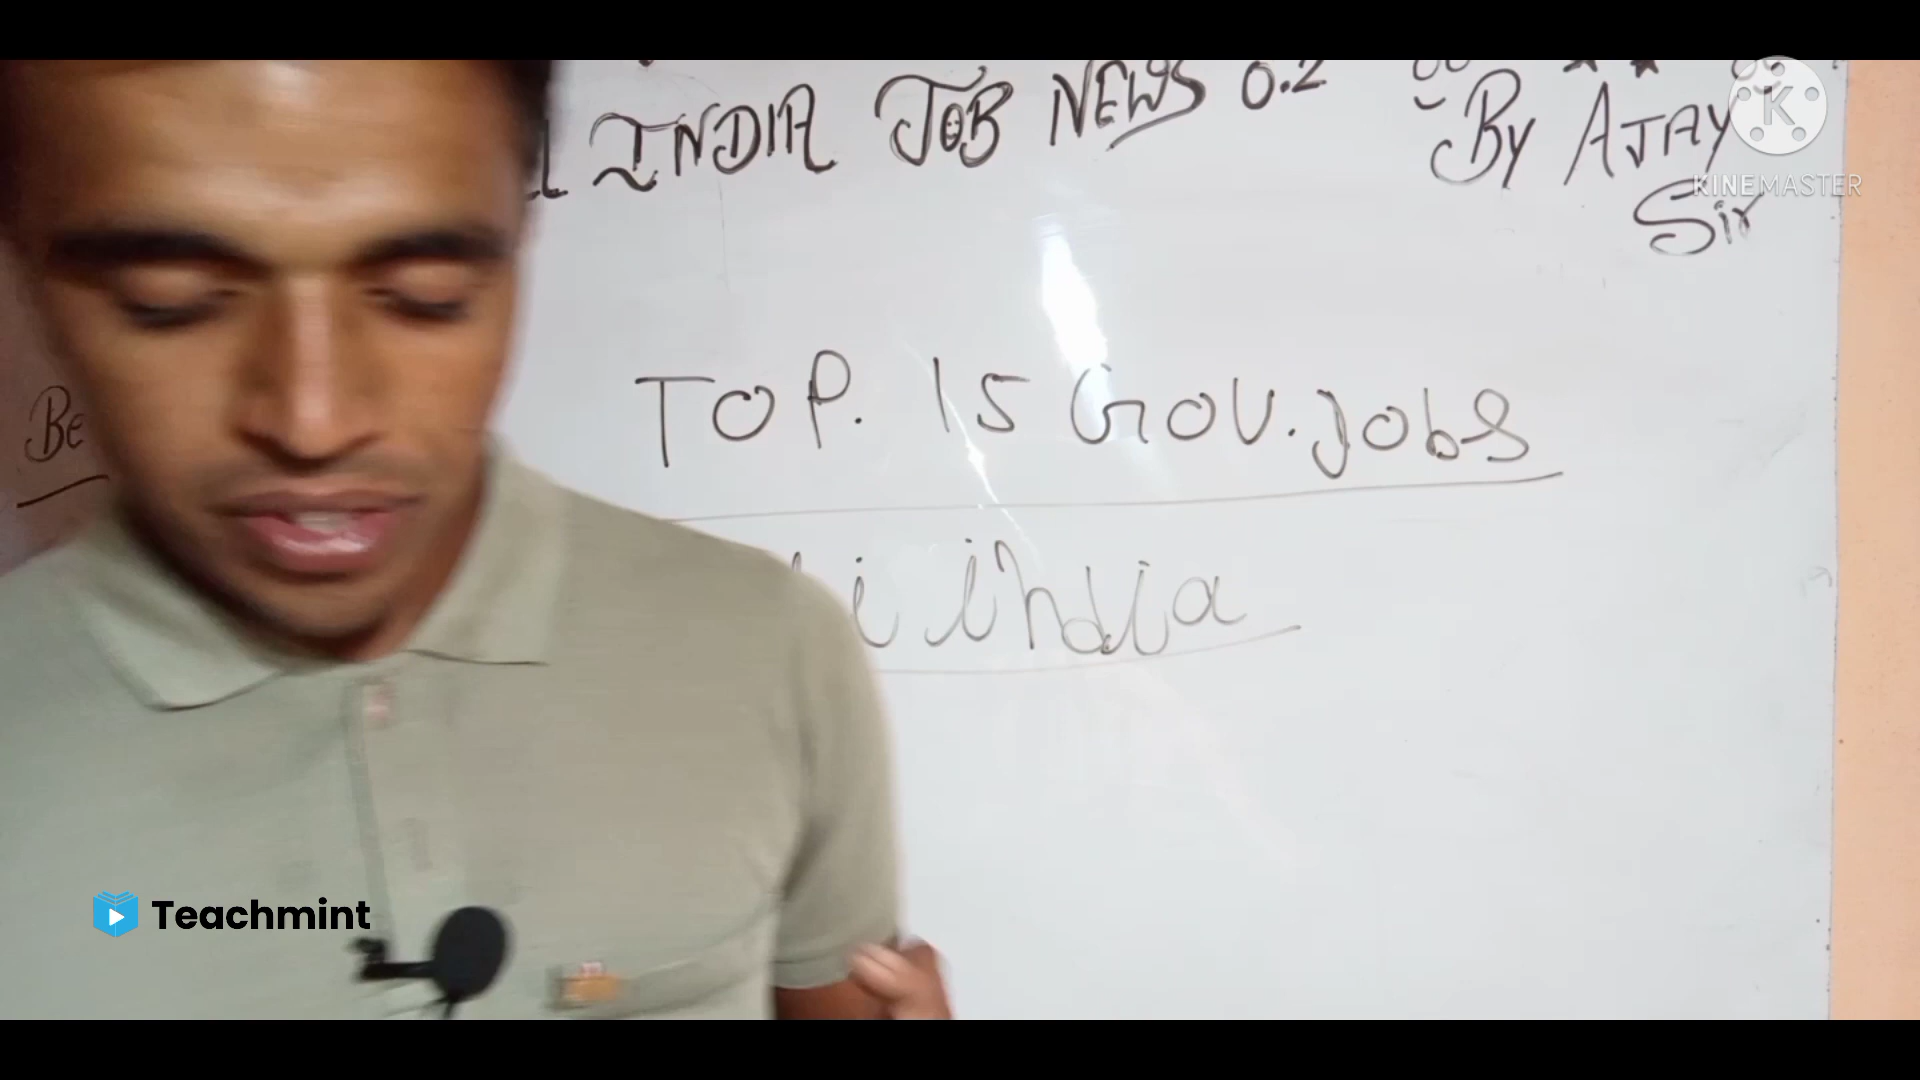 INDIA JOB NEWS 0.2
By AJAY
Sir
KINEMASTER
Be
TOP. 15 GOV. jobs
india
Teachmint